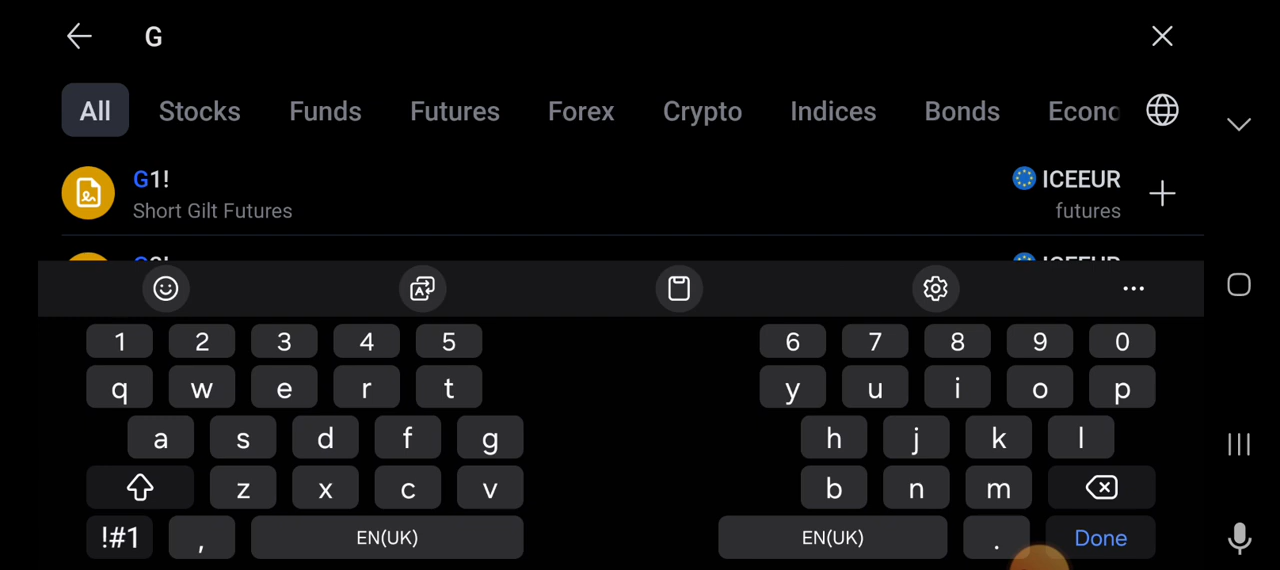 G
All Stocks Funds Futures Forex Crypto Indices Bonds Econo
G1! ICEEUR
Short Gilt Futures futures
1 2 3 4 5 6 7 8 9 0
q w e r t y u i o p
a s d f g h j k l
z x c v b n m
!#1 , EN(UK) EN(UK) . Done